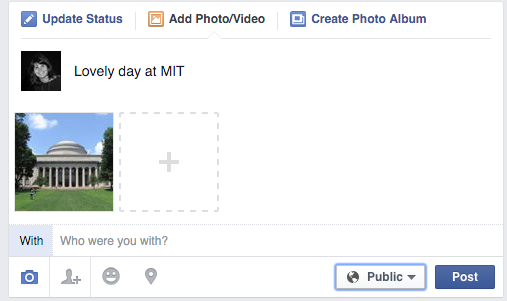 Update Status Add Photo/Video Create Photo Album
Lovely day at MIT
With Who were you with?
Public Post